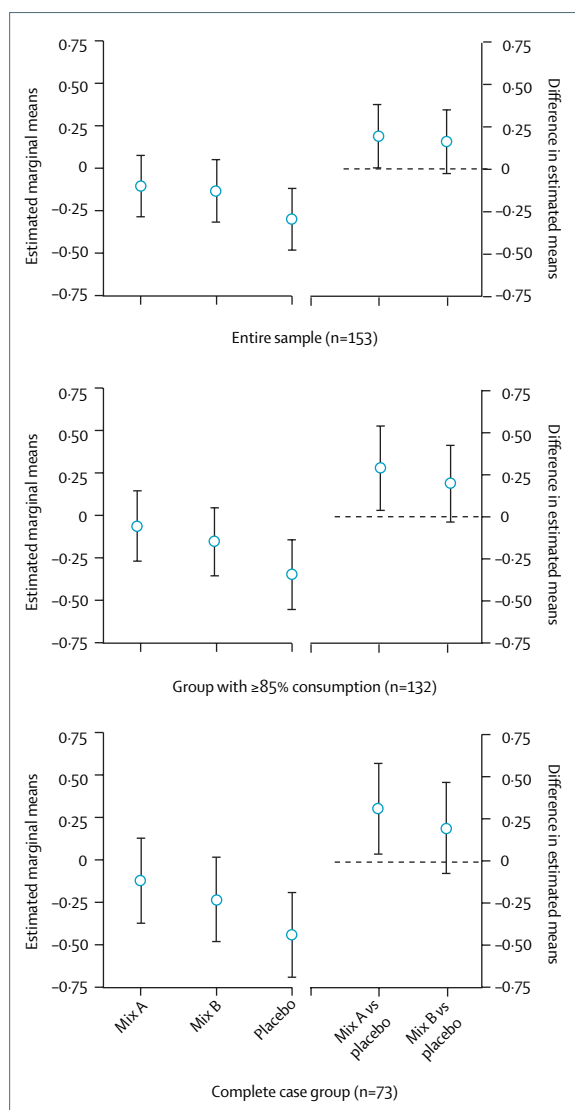 0·75
0·50
0·25
0
–0·25
–0·50
–0·75
Estimated marginal means
0·75
0·50
0·25
0
–0·25
–0·50
–0·75
Difference in estimated means
Entire sample (n=153)
0·75
0·50
0·25
0
–0·25
–0·50
–0·75
Estimated marginal means
0·75
0·50
0·25
0
–0·25
–0·50
–0·75
Difference in estimated means
Group with ≥85% consumption (n=132)
0·75
0·50
0·25
0
–0·25
–0·50
–0·75
Estimated marginal means
0·75
0·50
0·25
0
–0·25
–0·50
–0·75
Difference in estimated means
Mix A
Mix B
Placebo
Mix A vs
placebo
Mix B vs
placebo
Complete case group (n=73)